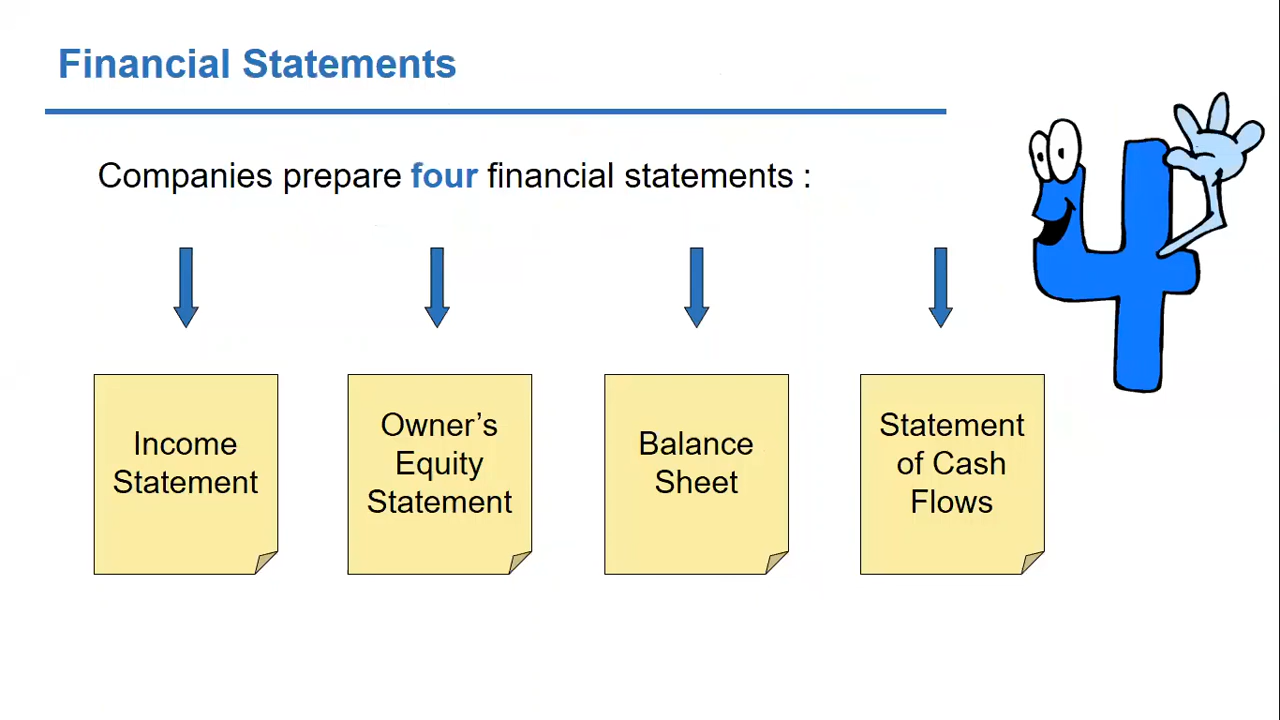 Financial Statements
Companies prepare four financial statements :
Income
Statement
Owner’s
Equity
Statement
Balance
Sheet
Statement
of Cash
Flows